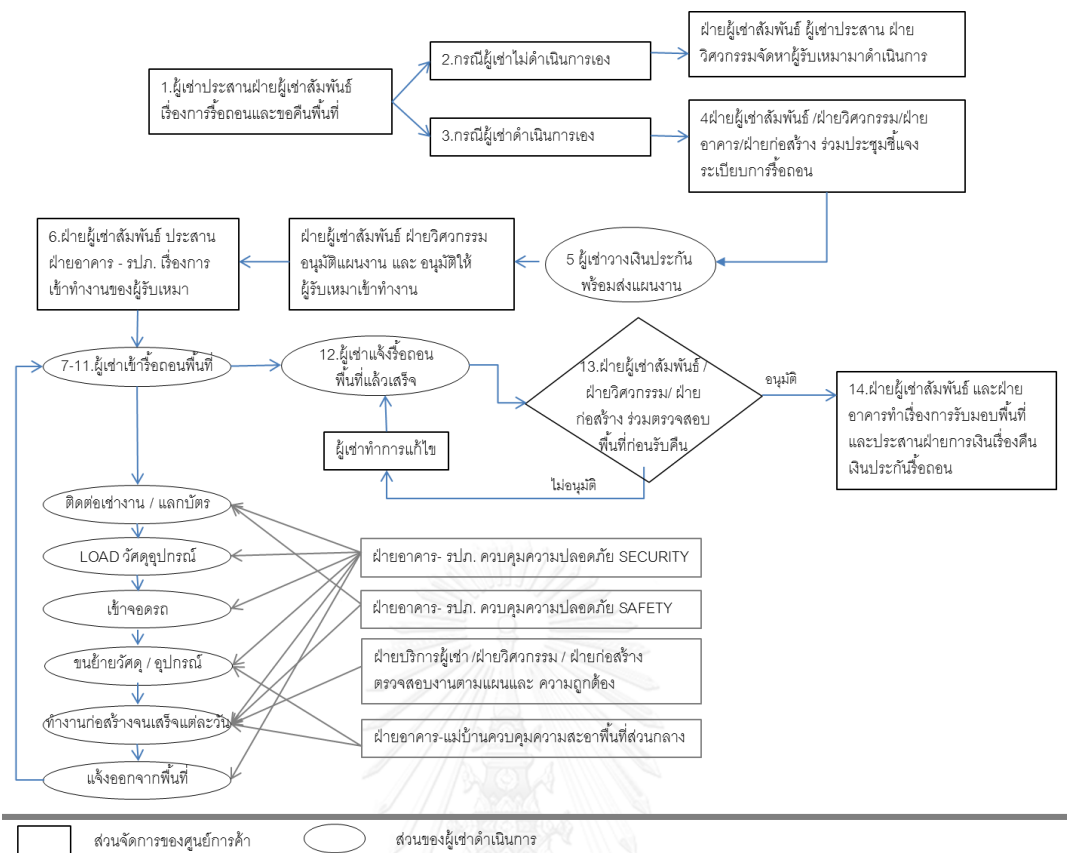 1.ผู้เช่าประสานฝ่ายผู้เช่าสัมพันธ์
เรื่องการรื้อถอนและขอคืนพื้นที่
2.กรณีผู้เช่าไม่ดำเนินการเอง
ฝ่ายผู้เช่าสัมพันธ์ ผู้เช่าประสาน ฝ่าย
วิศวกรรมจัดหาผู้รับเหมามาดำเนินการ
3.กรณีผู้เช่าดำเนินการเอง
4ฝ่ายผู้เช่าสัมพันธ์ /ฝ่ายวิศวกรรม/ฝ่าย
อาคาร/ฝ่ายก่อสร้าง ร่วมประชุมชี้แจง
ระเบียบการรื้อถอน
6.ฝ่ายผู้เช่าสัมพันธ์ ประสาน
ฝ่ายอาคาร - รปภ. เรื่องการ
เข้าทำงานของผู้รับเหมา
ฝ่ายผู้เช่าสัมพันธ์ ฝ่ายวิศวกรรม
อนุมัติแผนงาน และ อนุมัติให้
ผู้รับเหมาเข้าทำงาน
5 ผู้เช่าวางเงินประกัน
พร้อมส่งแผนงาน
7-11.ผู้เช่าเข้ารื้อถอนพื้นที่
12.ผู้เช่าแจ้งรื้อถอน
พื้นที่แล้วเสร็จ
13.ฝ่ายผู้เช่าสัมพันธ์ /
ฝ่ายวิศวกรรม/ ฝ่าย
ก่อสร้าง ร่วมตรวจสอบ
พื้นที่ก่อนรับคืน
อนุมัติ
14.ฝ่ายผู้เช่าสัมพันธ์ และฝ่าย
อาคารทำเรื่องการรับมอบพื้นที่
และประสานฝ่ายการเงินเรื่องคืน
เงินประกันรื้อถอน
ผู้เช่าทำการแก้ไข
ไม่อนุมัติ
ติดต่อเช่างาน / แลกบัตร
LOAD วัศดุอุปกรณ์
เข้าจอดรถ
ขนย้ายวัศดุ / อุปกรณ์
ทำงานก่อสร้างจนเสร็จแต่ละวัน
แจ้งออกจากพื้นที่
ฝ่ายอาคาร- รปภ. ควบคุมความปลอดภัย SECURITY
ฝ่ายอาคาร- รปภ. ควบคุมความปลอดภัย SAFETY
ฝ่ายบริการผู้เช่า /ฝ่ายวิศวกรรม / ฝ่ายก่อสร้าง
ตรวจสอบงานตามแผนและ ความถูกต้อง
ฝ่ายอาคาร-แม่บ้านควบคุมความสะอาพื้นที่ส่วนกลาง
ส่วนจัดการของศูนย์การค้า
ส่วนของผู้เช่าดำเนินการ